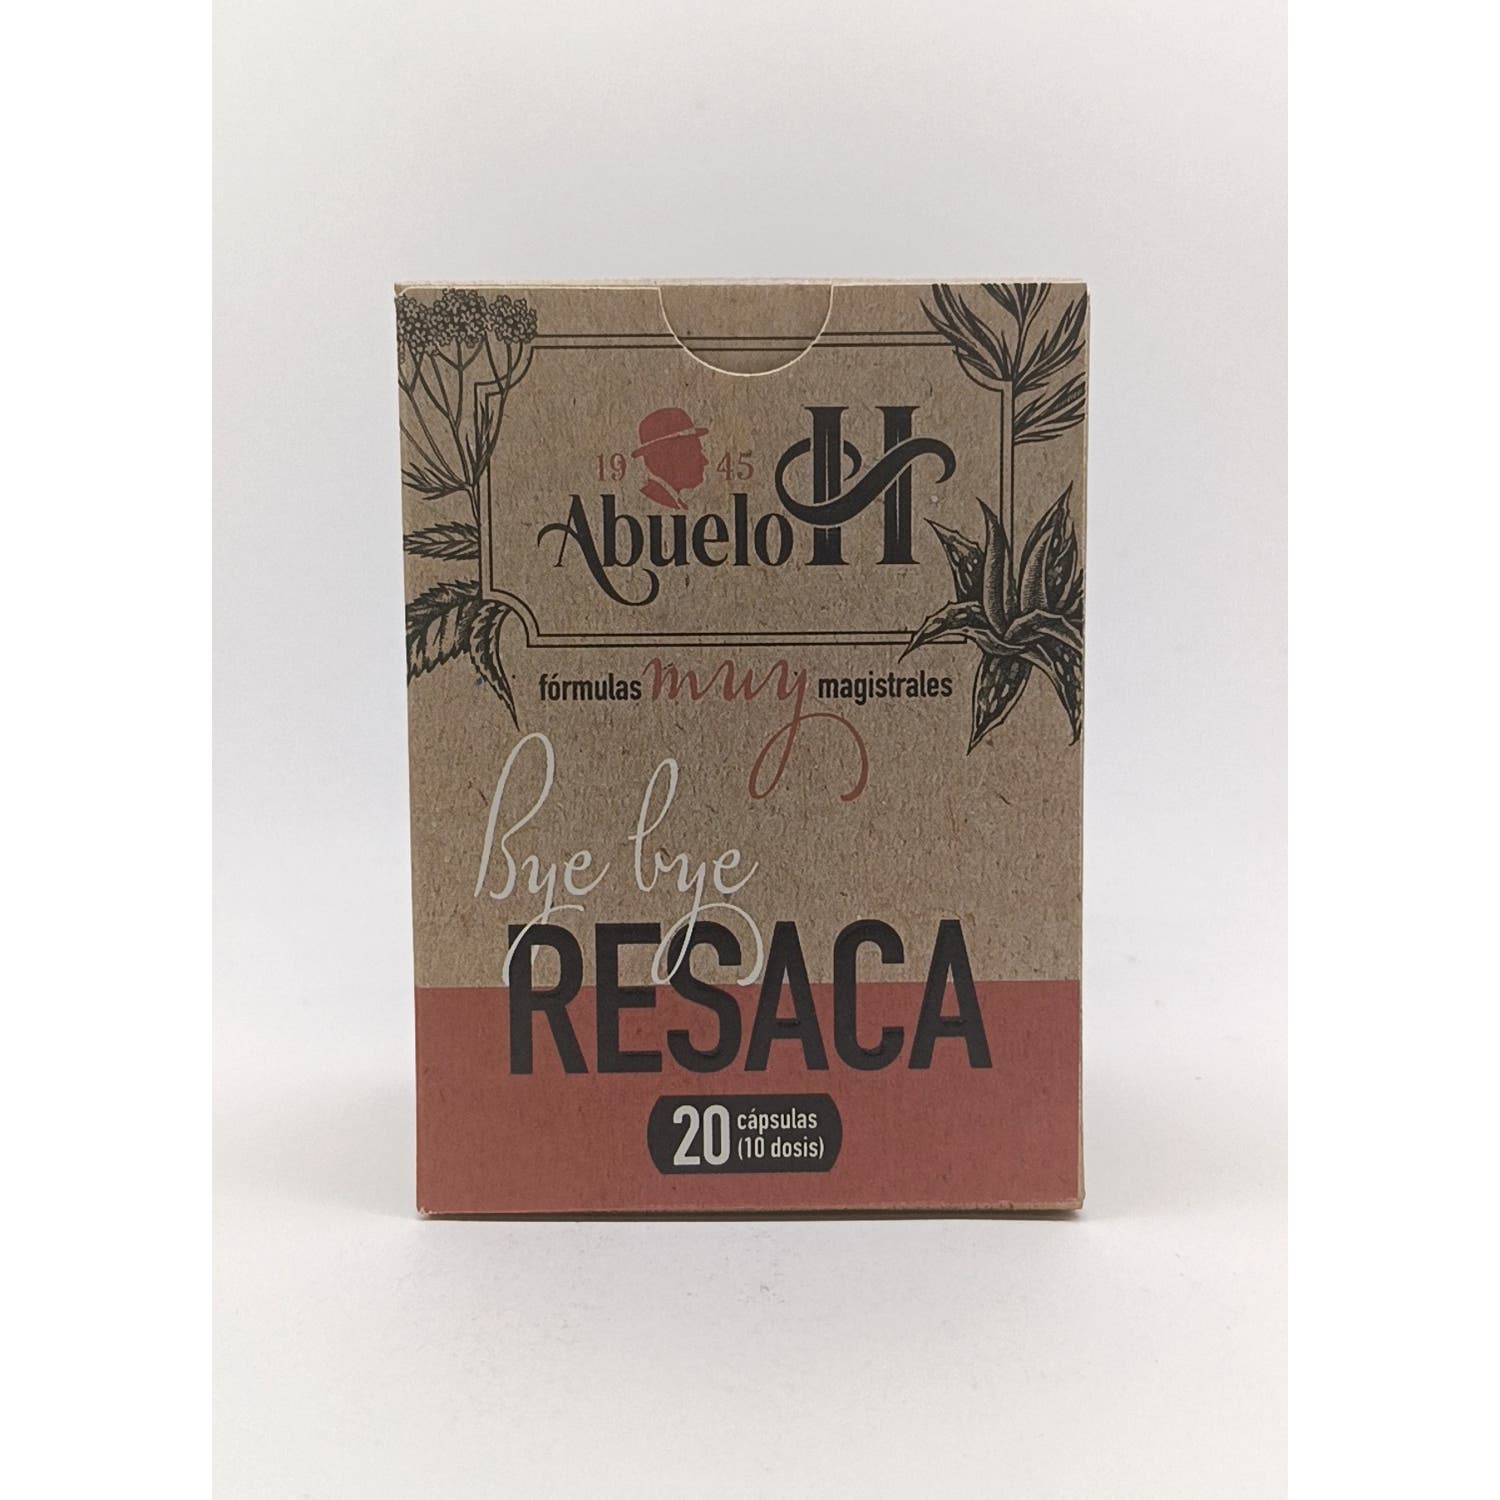 19 45
Abuelo H
fórmulas muy magistrales
Bye bye
RESACA
20 cápsulas
(10 dosis)